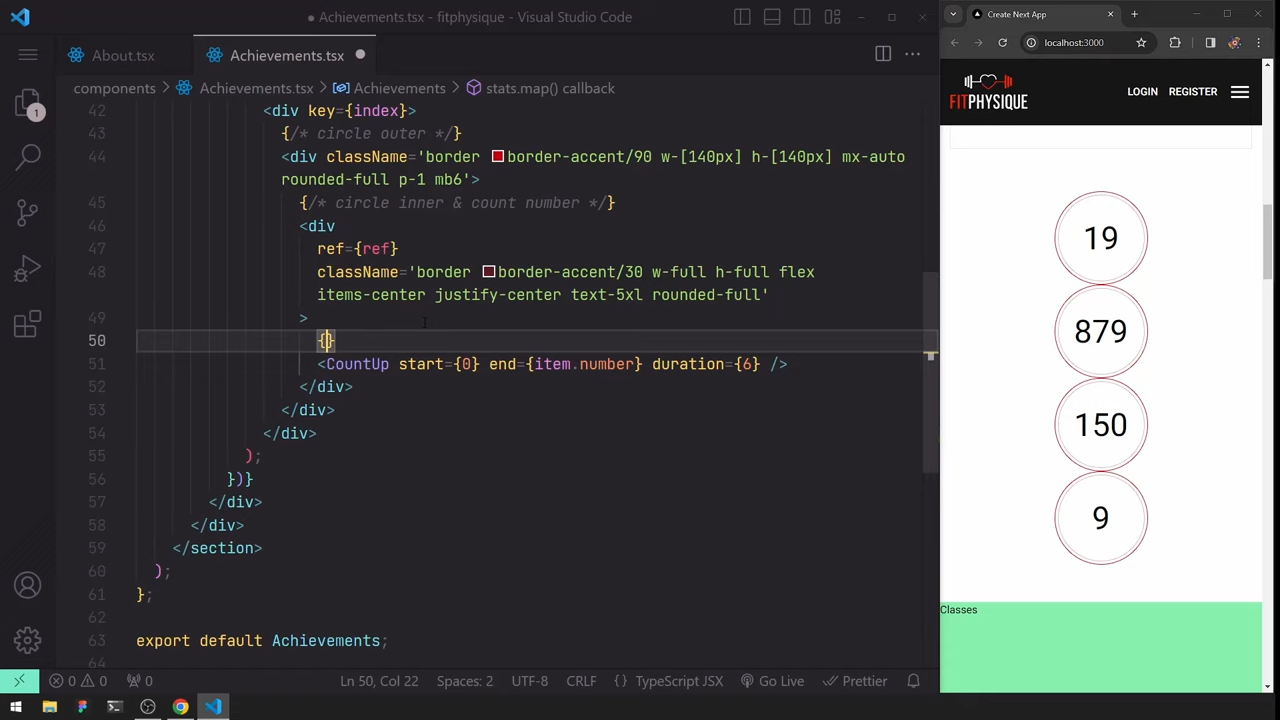 Achievements.tsx - fitphysique - Visual Studio Code
About.tsx
Achievements.tsx
components > Achievements.tsx > Achievements > stats.map() callback
42 <div key={index}>
43 {/* circle outer */}
44 <div className='border border-accent/90 w-[140px] h-[140px] mx-auto
rounded-full p-1 mb6'>
45 {/* circle inner & count number */}
46 <div
47 ref={ref}
48 className='border border-accent/30 w-full h-full flex
items-center justify-center text-5xl rounded-full'
49 >
50 {}
51 <CountUp start={0} end={item.number} duration={6} />
52 </div>
53 </div>
54 </div>
55 );
56 })}
57 </div>
58 </div>
59 </section>
60 );
61 };
62
63 export default Achievements;
64
1
0 0 0
Ln 50, Col 22
Spaces: 2
UTF-8
CRLF
{} TypeScript JSX
Go Live
Prettier
Create Next App
localhost:3000
FITPHYSIQUE
LOGIN REGISTER
19
879
150
9
Classes